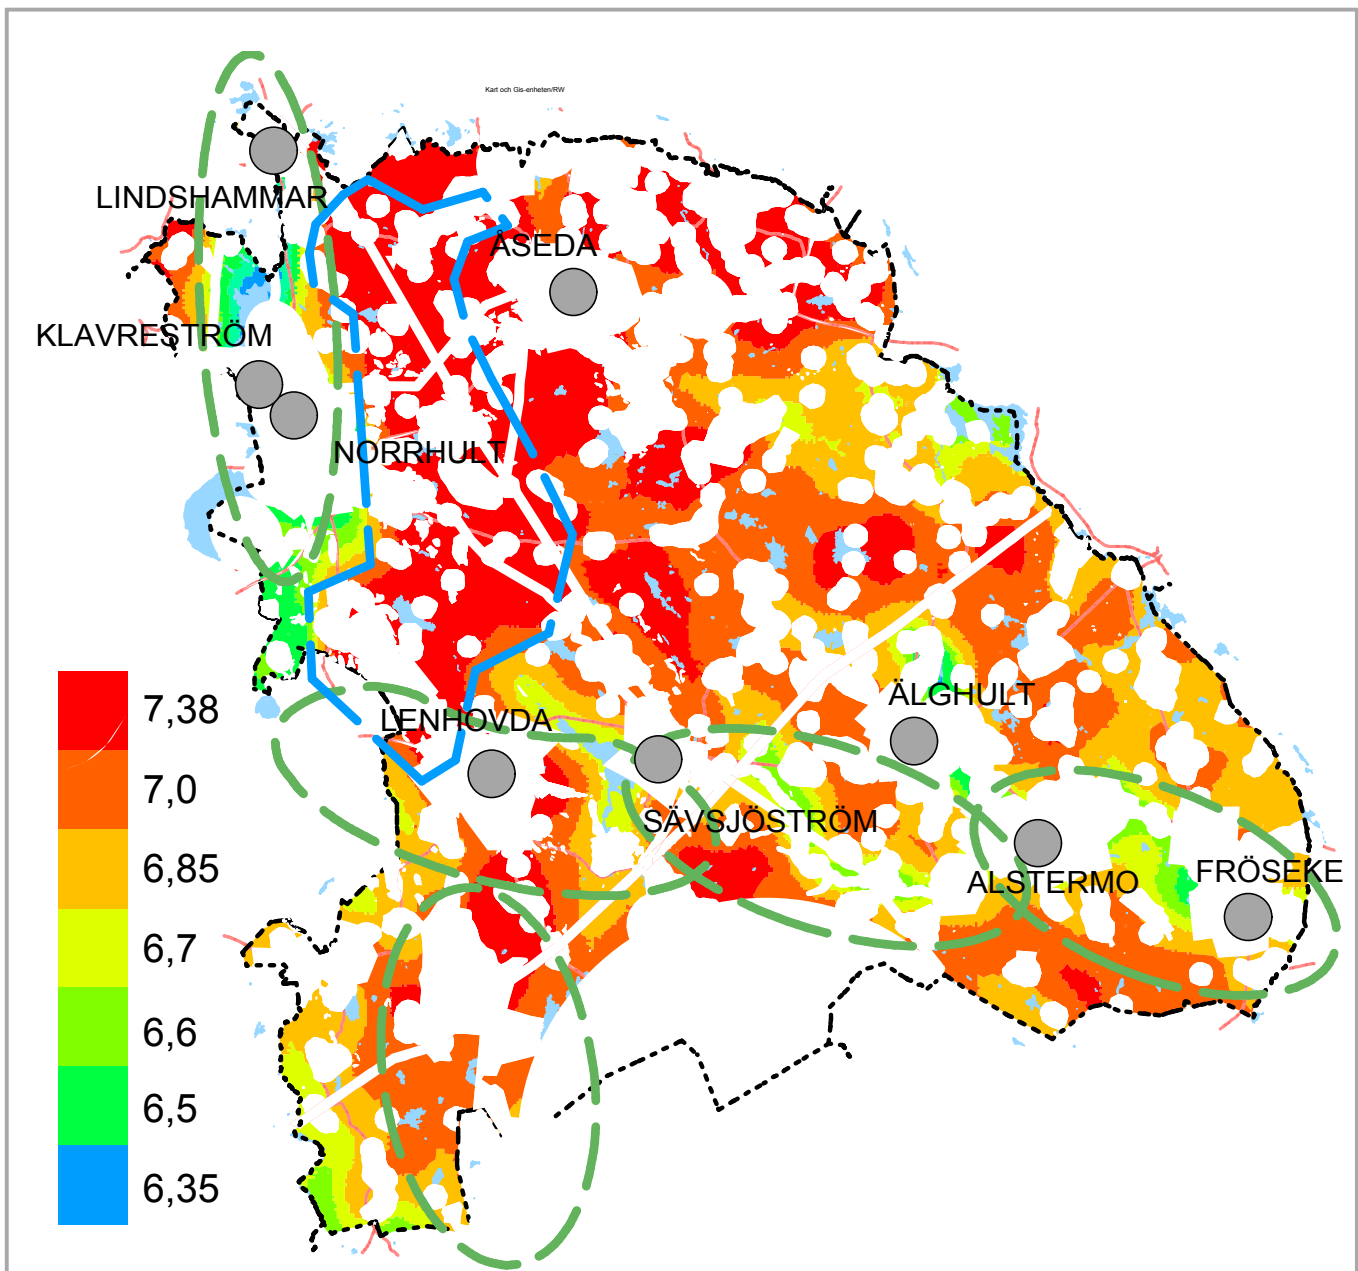 Kart och Gis-enheten/RW
LINDSHAMMAR
ÅSEDA
KLAVRESTRÖM
NORRHULT
ÄLGHULT
LENHOVDA
SÄVSJÖSTRÖM
FRÖSEKE
ALSTERMO
7,38
7,0
6,85
6,7
6,6
6,5
6,35